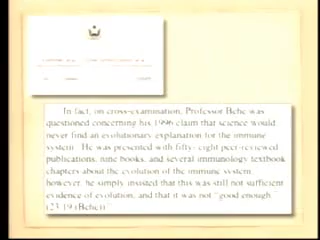 In fact, on cross-examination, Professor Behe was
questioned concerning his 1996 claim that science would
never find an evolutionary explanation for the immune
system. He was presented with fifty-eight peer-reviewed
publications, nine books, and several immunology textbook
chapters about the evolution of the immune system;
however, he simply insisted that this was still not sufficient
evidence of evolution, and that it was not "good enough."
(23:19 (Behe))